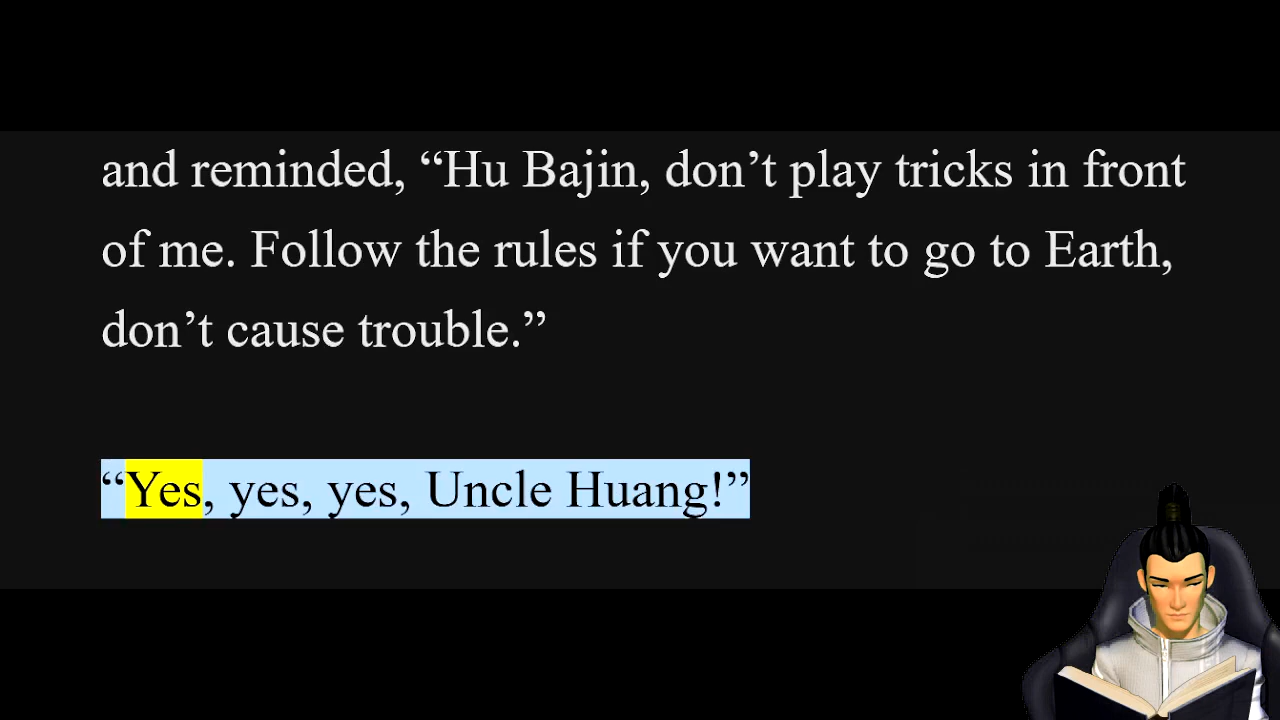 and reminded, “Hu Bajin, don’t play tricks in front
of me. Follow the rules if you want to go to Earth,
don’t cause trouble.”
“Yes, yes, yes, Uncle Huang!”